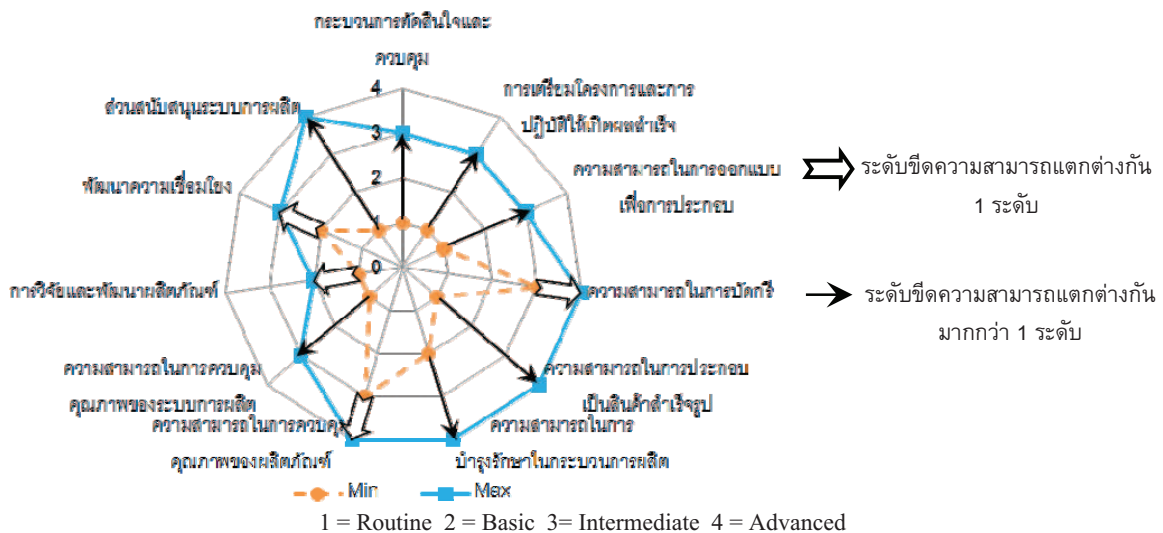 กระบวนการตัดสินใจและ
ควบคุม
การเตรียมโครงการและการ
ปฏิบัติให้เกิดผลสำเร็จ
ความสามารถในการออกแบบ
เพื่อการประกอบ
ความสามารถในการบัดกรี
ความสามารถในการประกอบ
เป็นสินค้าสำเร็จรูป
ความสามารถในการ
บำรุงรักษาในกระบวนการผลิต
ความสามารถในการควบคุม
คุณภาพของผลิตภัณฑ์
ความสามารถในการควบคุม
คุณภาพของระบบการผลิต
การวิจัยและพัฒนาผลิตภัณฑ์
พัฒนาความเชื่อมโยง
ส่วนสนับสนุนระบบการผลิต
4
3
2
1
0
ระดับขีดความสามารถแตกต่างกัน
1 ระดับ
ระดับขีดความสามารถแตกต่างกัน
มากกว่า 1 ระดับ
Min
Max
1 = Routine 2 = Basic 3= Intermediate 4 = Advanced